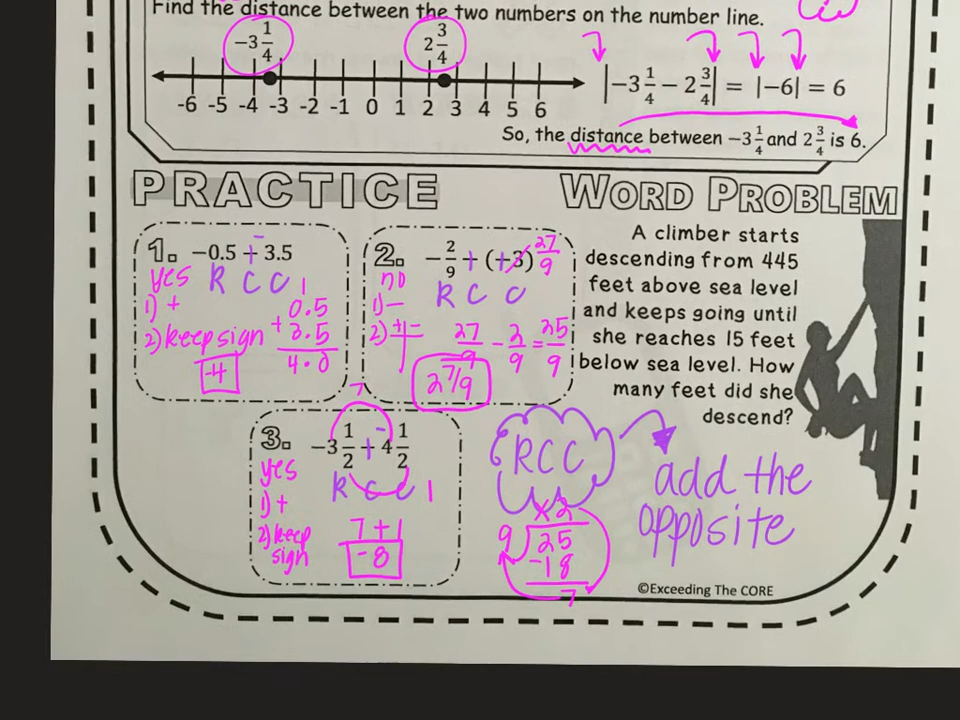 Find the distance between the two numbers on the number line.
-3 1/4
2 3/4
-6 -5 -4 -3 -2 -1 0 1 2 3 4 5 6
|-3 1/4 - 2 3/4| = |-6| = 6
So, the distance between -3 1/4 and 2 3/4 is 6.
PRACTICE
1. -0.5 + - 3.5
yes R C C
1) +
2) keep sign
0.5
+ 3.5
4.0
-4
2. -2/9 + (+3) 27/9
no R C C
1) -
2)
27/9 - 2/9 = 25/9
2 7/9
3. -3 1/2 + - 4 1/2
7
yes R C C
1) +
2) keep
sign
7 + 1
-8
WORD PROBLEM
A climber starts
descending from 445
feet above sea level
and keeps going until
she reaches 15 feet
below sea level. How
many feet did she
descend?
RCC
add the
opposite
x2
9 25
-18
7
©Exceeding The CORE